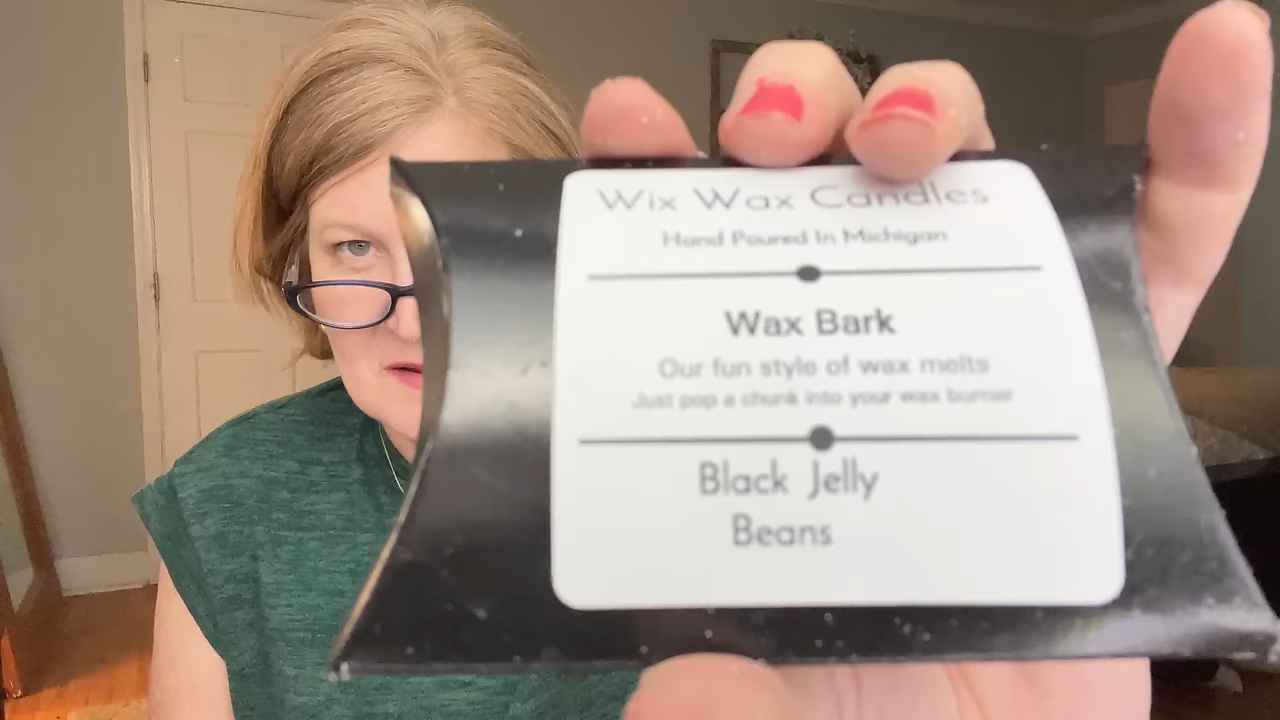 Wix Wax Candles
Hand Poured In Michigan
Wax Bark
Our fun style of wax melts
Just pop a chunk into your wax burner
Black Jelly
Beans